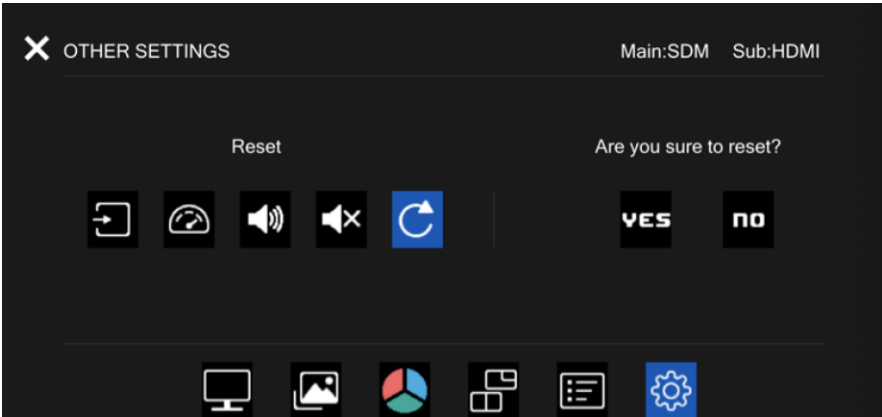 OTHER SETTINGS Main:SDM Sub:HDMI
Reset Are you sure to reset?
YES NO